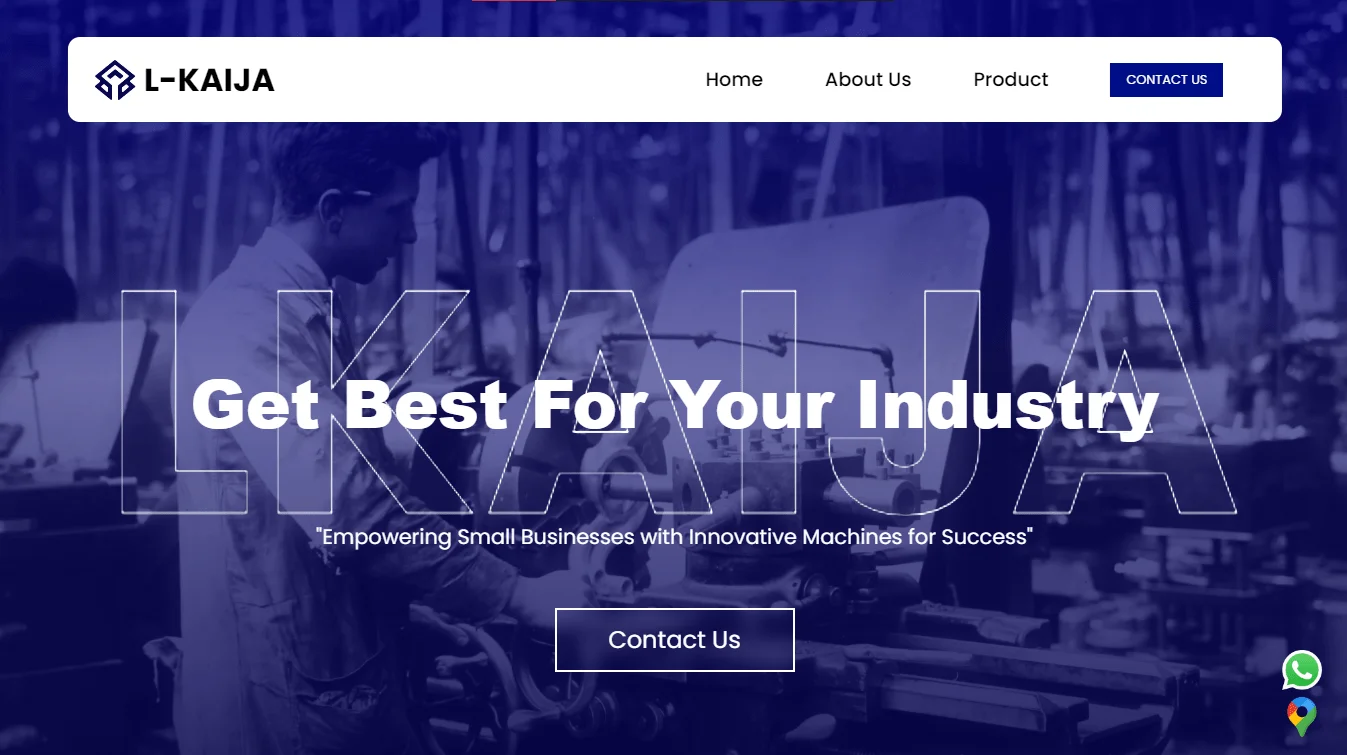 L-KAIJA
Home
About Us
Product
CONTACT US
LKAIJA
Get Best For Your Industry
"Empowering Small Businesses with Innovative Machines for Success"
Contact Us